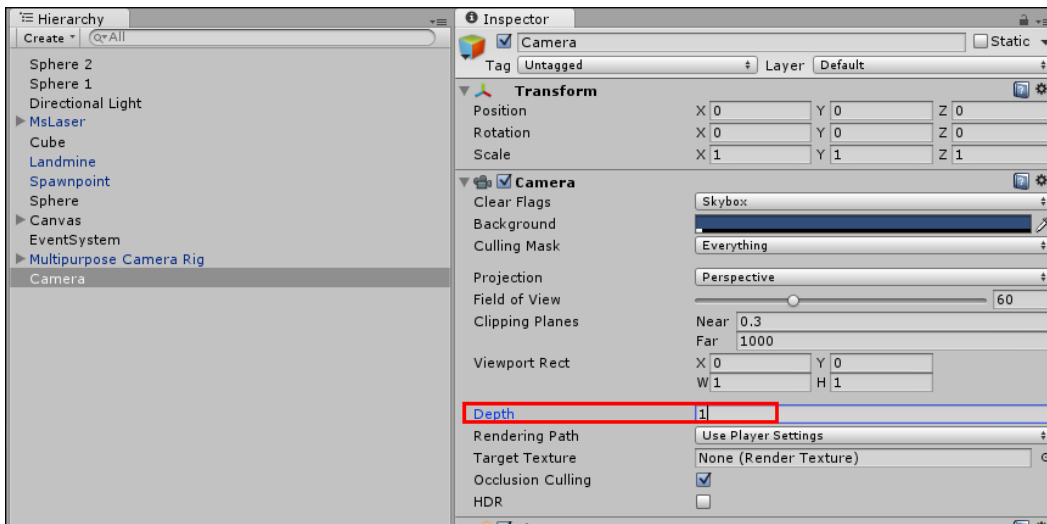 Hierarchy
Create
All
Sphere 2
Sphere 1
Directional Light
MsLaser
Cube
Landmine
Spawnpoint
Sphere
Canvas
EventSystem
Multipurpose Camera Rig
Camera
Inspector
Camera Static
Tag Untagged Layer Default
Transform
Position X 0 Y 0 Z 0
Rotation X 0 Y 0 Z 0
Scale X 1 Y 1 Z 1
Camera
Clear Flags Skybox
Background
Culling Mask Everything
Projection Perspective
Field of View 60
Clipping Planes Near 0.3
Far 1000
Viewport Rect X 0 Y 0
W 1 H 1
Depth 1
Rendering Path Use Player Settings
Target Texture None (Render Texture)
Occlusion Culling
HDR